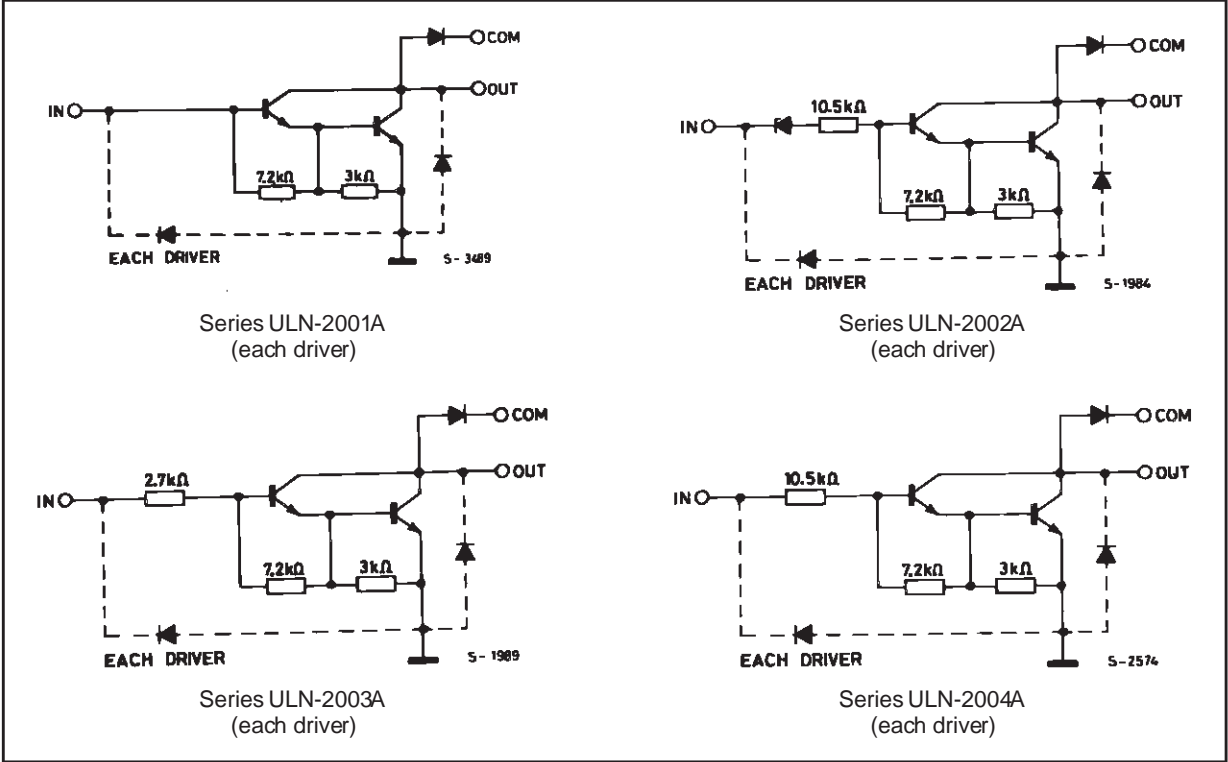 COM
OUT
IN
7.2kΩ
3kΩ
EACH DRIVER
S-3489
Series ULN-2001A
(each driver)
COM
OUT
10.5kΩ
IN
7.2kΩ
3kΩ
EACH DRIVER
S-1984
Series ULN-2002A
(each driver)
COM
OUT
2.7kΩ
IN
7.2kΩ
3kΩ
EACH DRIVER
S-1989
Series ULN-2003A
(each driver)
COM
OUT
10.5kΩ
IN
7.2kΩ
3kΩ
EACH DRIVER
S-2574
Series ULN-2004A
(each driver)